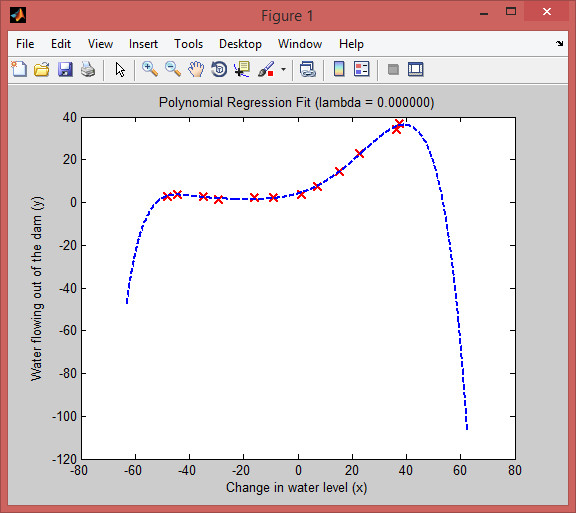 Figure 1
File Edit View Insert Tools Desktop Window Help
Polynomial Regression Fit (lambda = 0.000000)
40
20
0
-20
-40
-60
-80
-100
-120
Water flowing out of the dam (y)
-80 -60 -40 -20 0 20 40 60 80
Change in water level (x)